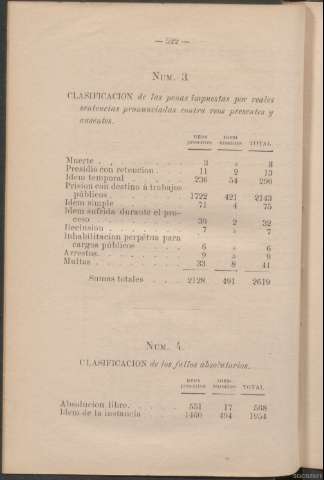 — 522 —
NUM. 3.
CLASIFICACION de las penas impuestas por reales
sentencias pronunciadas contra reos presentes y
ausentes.
REOS presentes IDEM ausentes TOTAL
Muerte . . . 3 » 3
Presidio con retencion . . . 11 2 13
Idem temporal . . . 236 54 290
Prision con destino á trabajos
públicos . . . 1722 421 2143
Idem simple . . . 71 4 75
Idem sufrida durante el pro-
ceso . . . 30 2 32
Reclusion . . . 7 » 7
Inhabilitacion perpétua para
cargos públicos . . . 6 » 6
Arrestos . . . 9 » 9
Multas . . . 33 8 41
Sumas totales . . . 2128 491 2619
NUM. 4.
CLASIFICACION de los fallos absolutorios.
REOS presentes IDEM ausentes TOTAL
Absolucion libre . . . 551 17 568
Idem de la instancia . . . 1460 494 1954